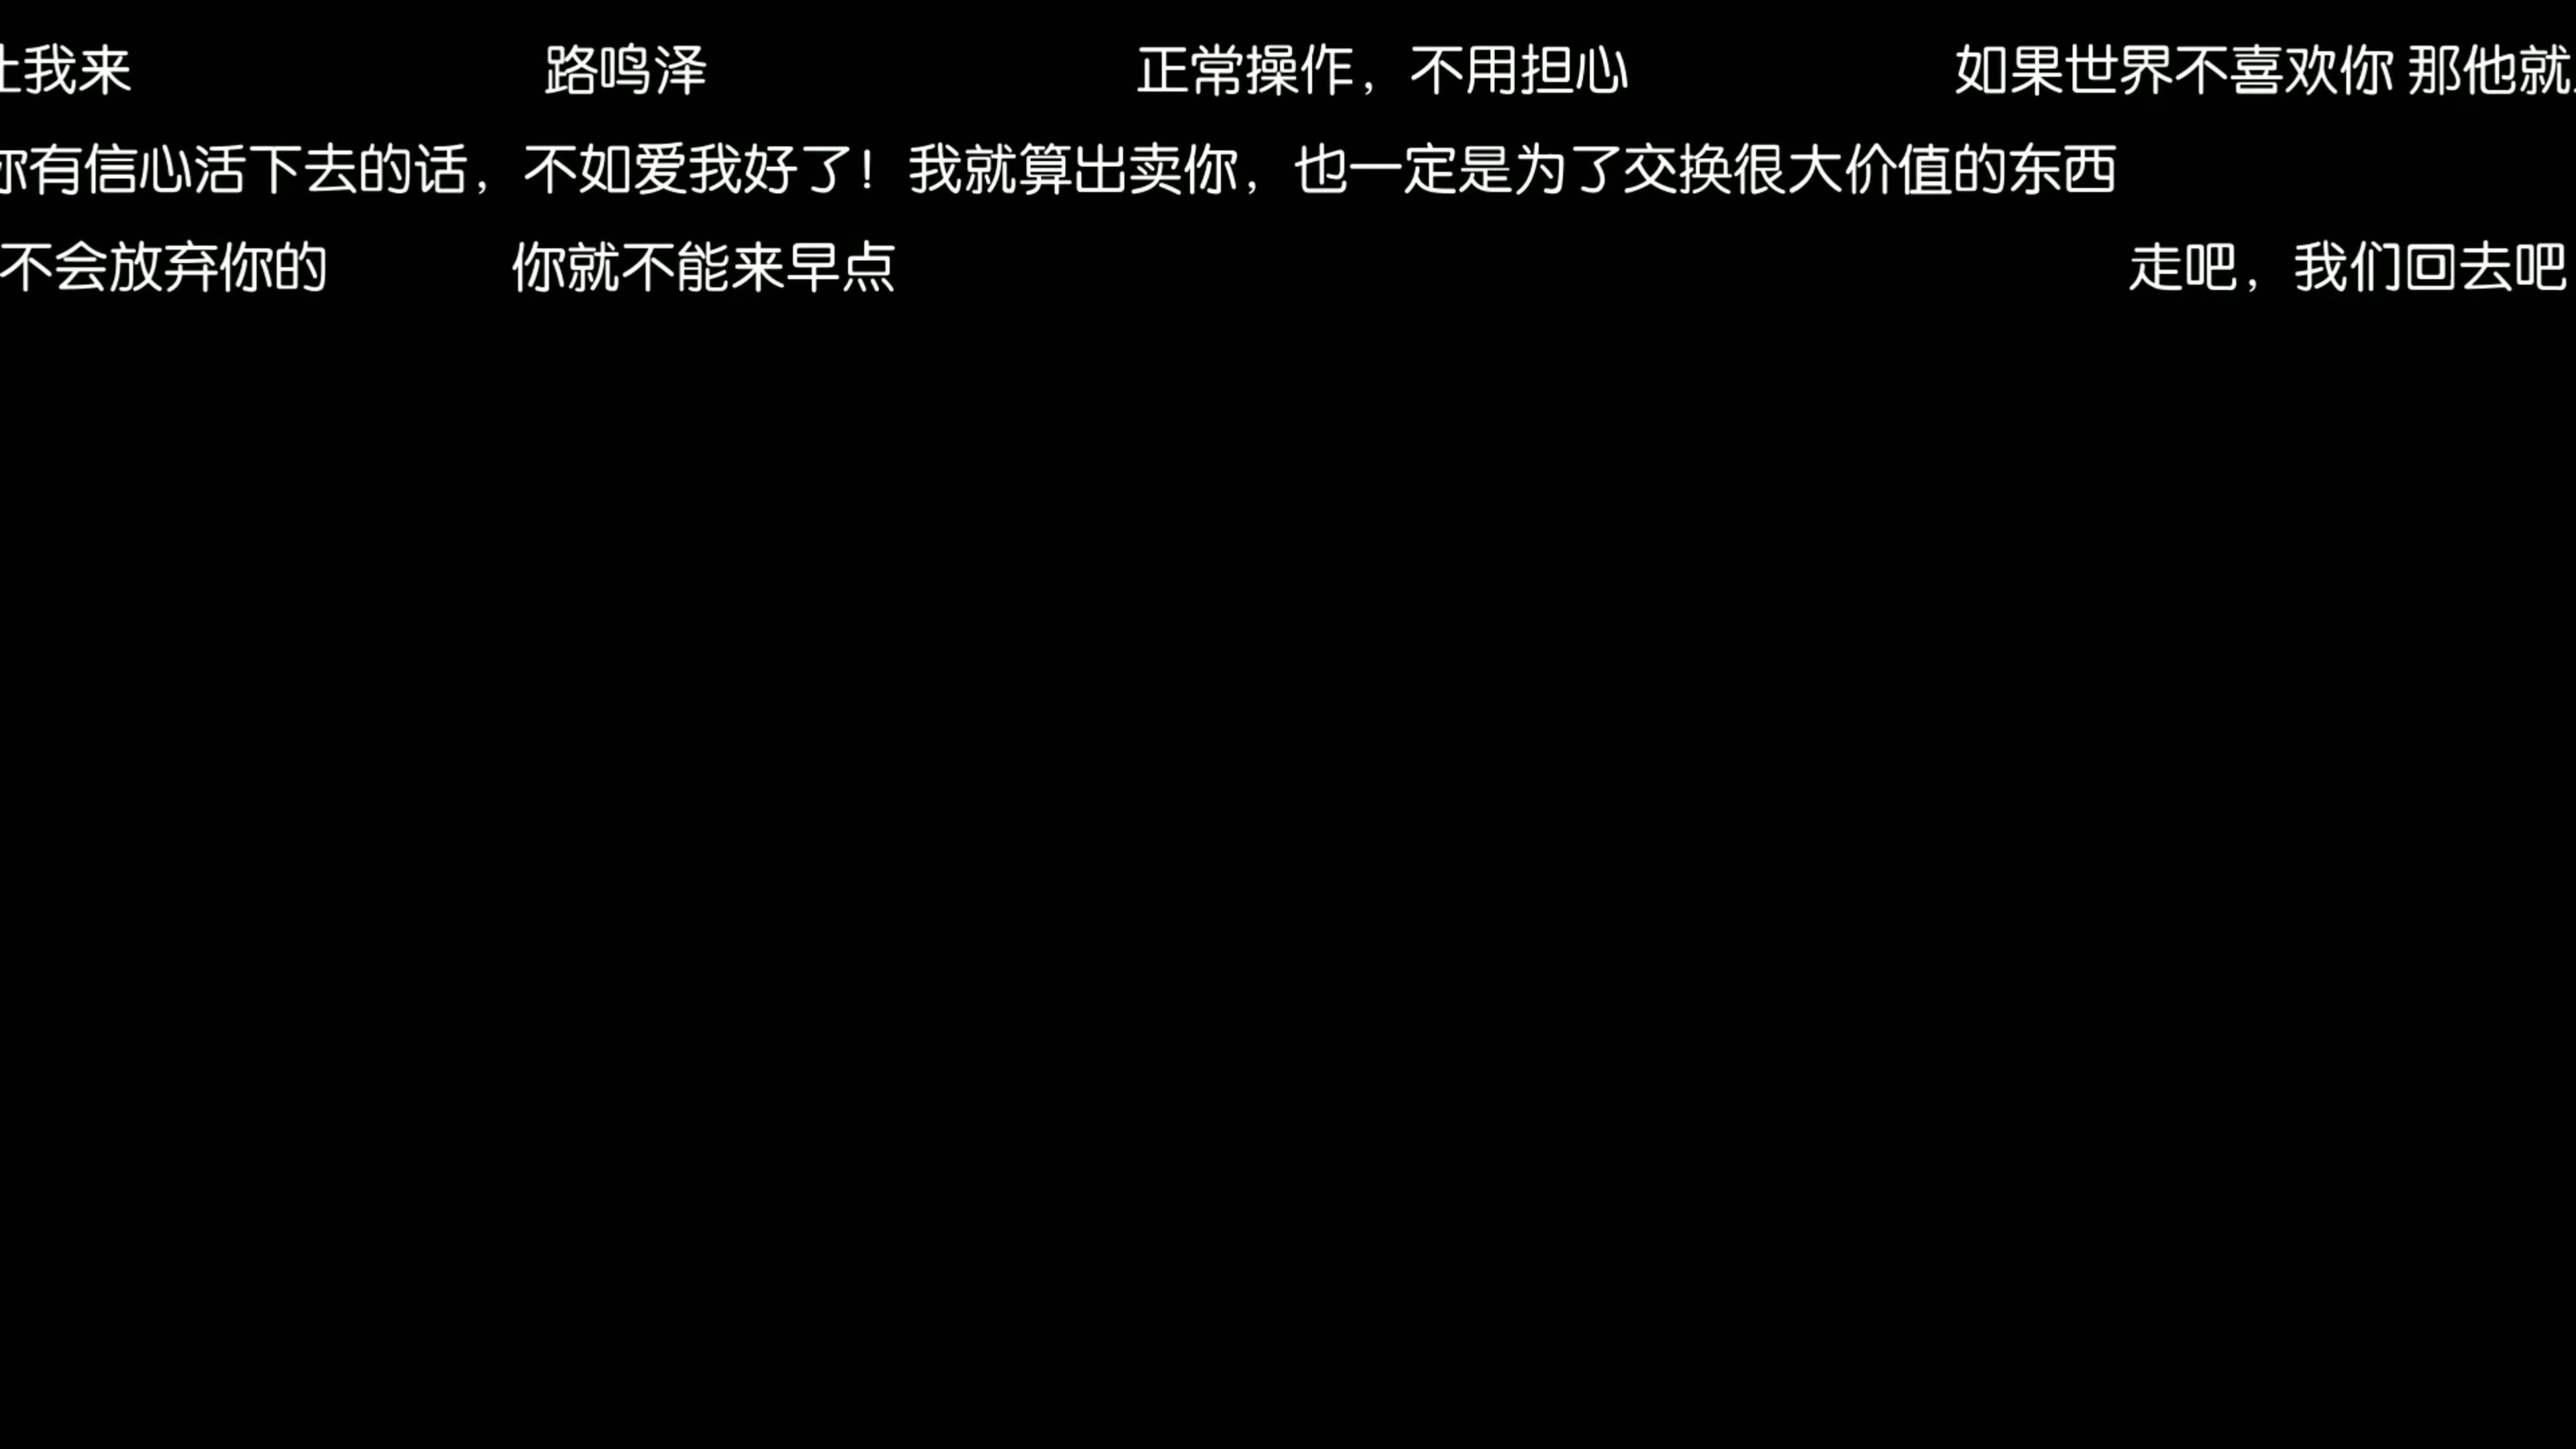 我来 路鸣泽 正常操作，不用担心 如果世界不喜欢你 那他就
你有信心活下去的话，不如爱我好了！我就算出卖你，也一定是为了交换很大价值的东西
不会放弃你的 你就不能来早点 走吧，我们回去吧